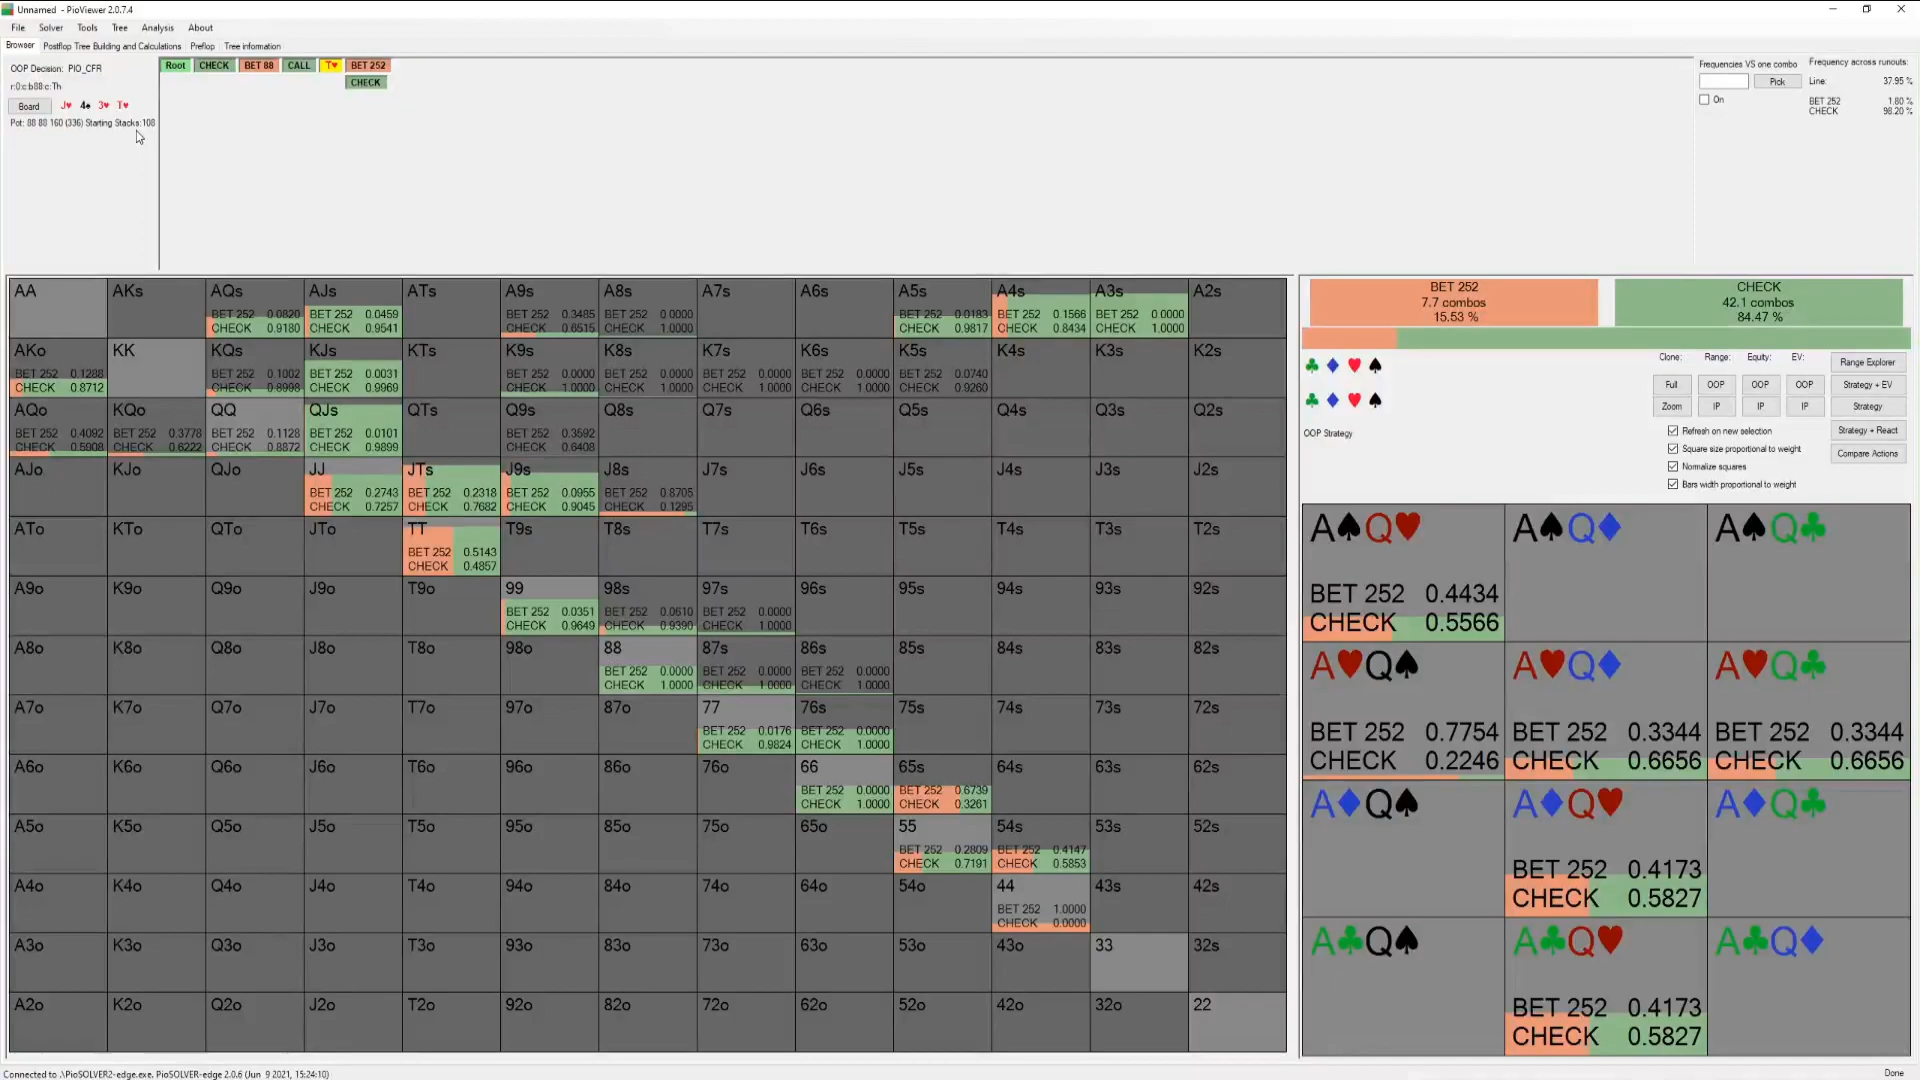 Unnamed - PioViewer 2.0.7.4
File Solver Tools Tree Analysis About
Browser Postflop Tree Building and Calculations Preflop Tree information
OOP Decision: PIO_CFR
r:0:c:b88:c:Th
Board J♥ 4♠ 3♥ T♥
Pot: 88 88 160 (336) Starting Stacks:108
Root CHECK BET 88 CALL T♥ BET 252
CHECK
Frequencies VS one combo
Pick
On
Frequency across runouts:
Line: 37.95 %
BET 252 1.80 %
CHECK 98.20 %
AA AKs AQs AJs ATs A9s A8s A7s A6s A5s A4s A3s A2s
BET 252 0.0820 BET 252 0.0459 BET 252 0.3485 BET 252 0.0000 BET 252 0.0183 BET 252 0.1566 BET 252 0.0000
CHECK 0.9180 CHECK 0.9541 CHECK 0.6515 CHECK 1.0000 CHECK 0.9817 CHECK 0.8434 CHECK 1.0000
AKo KK KQs KJs KTs K9s K8s K7s K6s K5s K4s K3s K2s
BET 252 0.1288 BET 252 0.1002 BET 252 0.0031 BET 252 0.0000 BET 252 0.0000 BET 252 0.0000 BET 252 0.0000 BET 252 0.0740
CHECK 0.8712 CHECK 0.8998 CHECK 0.9969 CHECK 1.0000 CHECK 1.0000 CHECK 1.0000 CHECK 1.0000 CHECK 0.9260
AQo KQo QQ QJs QTs Q9s Q8s Q7s Q6s Q5s Q4s Q3s Q2s
BET 252 0.4092 BET 252 0.3778 BET 252 0.1128 BET 252 0.0101 BET 252 0.3592
CHECK 0.5908 CHECK 0.6222 CHECK 0.8872 CHECK 0.9899 CHECK 0.6408
AJo KJo QJo JJ JTs J9s J8s J7s J6s J5s J4s J3s J2s
BET 252 0.2743 BET 252 0.2318 BET 252 0.0955 BET 252 0.8705
CHECK 0.7257 CHECK 0.7682 CHECK 0.9045 CHECK 0.1295
ATo KTo QTo JTo TT T9s T8s T7s T6s T5s T4s T3s T2s
BET 252 0.5143
CHECK 0.4857
A9o K9o Q9o J9o T9o 99 98s 97s 96s 95s 94s 93s 92s
BET 252 0.0351 BET 252 0.0610 BET 252 0.0000
CHECK 0.9649 CHECK 0.9390 CHECK 1.0000
A8o K8o Q8o J8o T8o 98o 88 87s 86s 85s 84s 83s 82s
BET 252 0.0000 BET 252 0.0000 BET 252 0.0000
CHECK 1.0000 CHECK 1.0000 CHECK 1.0000
A7o K7o Q7o J7o T7o 97o 87o 77 76s 75s 74s 73s 72s
BET 252 0.0176 BET 252 0.0000
CHECK 0.9824 CHECK 1.0000
A6o K6o Q6o J6o T6o 96o 86o 76o 66 65s 64s 63s 62s
BET 252 0.0000 BET 252 0.6739
CHECK 1.0000 CHECK 0.3261
A5o K5o Q5o J5o T5o 95o 85o 75o 65o 55 54s 53s 52s
BET 252 0.2809 BET 252 0.4147
CHECK 0.7191 CHECK 0.5853
A4o K4o Q4o J4o T4o 94o 84o 74o 64o 54o 44 43s 42s
BET 252 1.0000
CHECK 0.0000
A3o K3o Q3o J3o T3o 93o 83o 73o 63o 53o 43o 33 32s
A2o K2o Q2o J2o T2o 92o 82o 72o 62o 52o 42o 32o 22
BET 252 CHECK
7.7 combos 42.1 combos
15.53 % 84.47 %
♣ ♦ ♥ ♠
♣ ♦ ♥ ♠
OOP Strategy
Clone: Range: Equity: EV: Range Explorer
Full OOP OOP OOP Strategy + EV
Zoom IP IP IP Strategy
Refresh on new selection Strategy + React
Square size proportional to weight Compare Actions
Normalize squares
Bars width proportional to weight
A♠Q♥ A♠Q♦ A♠Q♣
BET 252 0.4434
CHECK 0.5566
A♥Q♠ A♥Q♦ A♥Q♣
BET 252 0.7754 BET 252 0.3344 BET 252 0.3344
CHECK 0.2246 CHECK 0.6656 CHECK 0.6656
A♦Q♠ A♦Q♥ A♦Q♣
BET 252 0.4173
CHECK 0.5827
A♣Q♠ A♣Q♥ A♣Q♦
BET 252 0.4173
CHECK 0.5827
Connected to .\PioSOLVER2-edge.exe. PioSOLVER-edge 2.0.6 (Jun 9 2021, 15:24:10)
Done